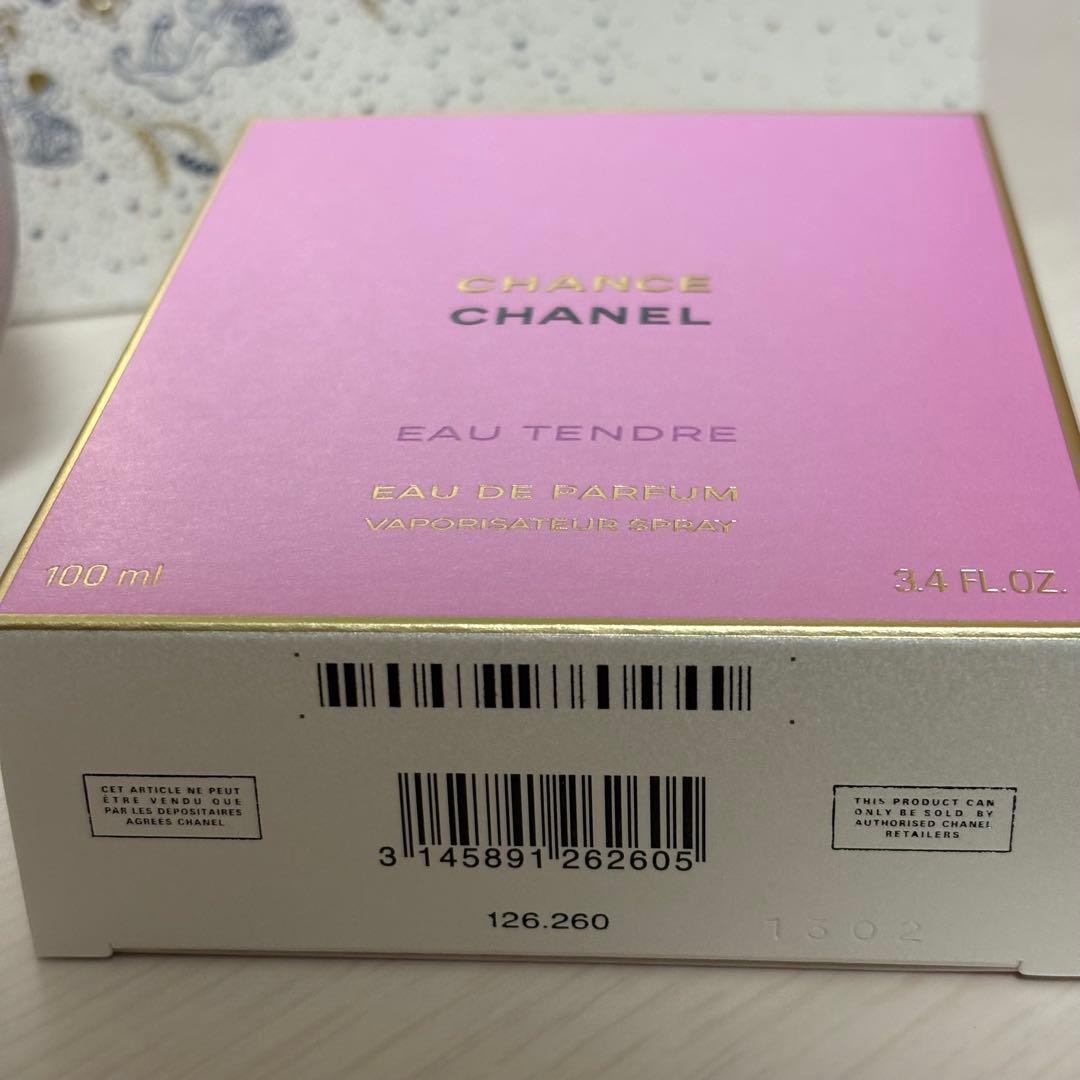 CHANCE
CHANEL
EAU TENDRE
EAU DE PARFUM
VAPORISATEUR SPRAY
100 ml
3.4 FL.OZ.
CET ARTICLE NE PEUT
ÊTRE VENDU QUE
PAR LES DEPOSITAIRES
AGREES CHANEL
3 145891 262605
THIS PRODUCT CAN
ONLY BE SOLD BY
AUTHORISED CHANEL
RETAILERS
126.260
1302